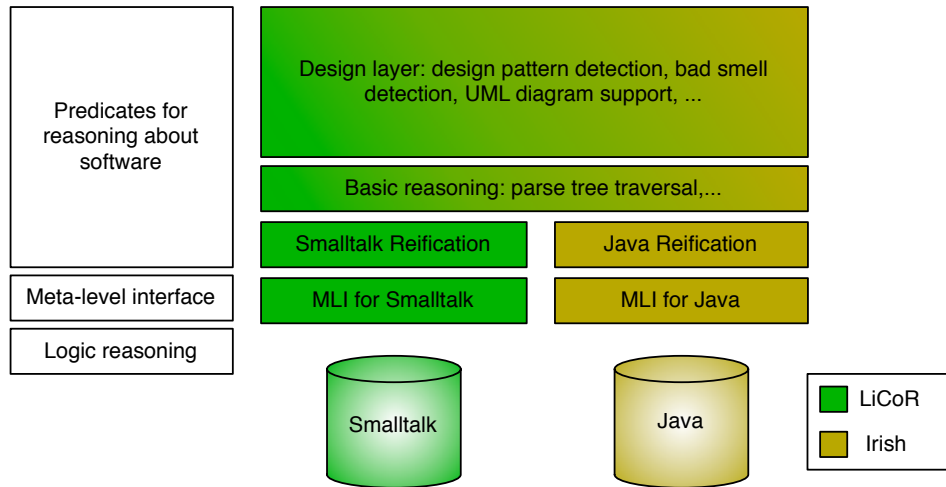 Predicates for
reasoning about
software
Design layer: design pattern detection, bad smell
detection, UML diagram support, ...
Basic reasoning: parse tree traversal,...
Smalltalk Reification
Java Reification
Meta-level interface
MLI for Smalltalk
MLI for Java
Logic reasoning
Smalltalk
Java
LiCoR
Irish